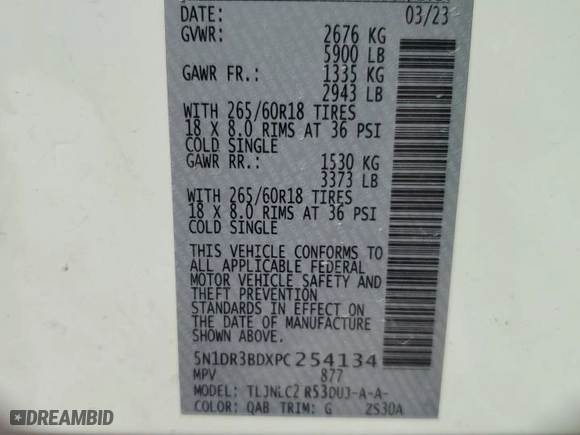 DATE: 03/23
GVWR: 2676 KG
5900 LB
GAWR FR.: 1335 KG
2943 LB
WITH 265/60R18 TIRES
18 X 8.0 RIMS AT 36 PSI
COLD SINGLE
GAWR RR.: 1530 KG
3373 LB
WITH 265/60R18 TIRES
18 X 8.0 RIMS AT 36 PSI
COLD SINGLE
THIS VEHICLE CONFORMS TO
ALL APPLICABLE FEDERAL
MOTOR VEHICLE SAFETY AND
THEFT PREVENTION
STANDARDS IN EFFECT ON
THE DATE OF MANUFACTURE
SHOWN ABOVE.
5N1DR3BDXPC254134
MPV 877
MODEL: TLJNLC2 R53DUJ-A-A-
COLOR: QAB TRIM: G ZS30A
DREAMBID
DREAMBID